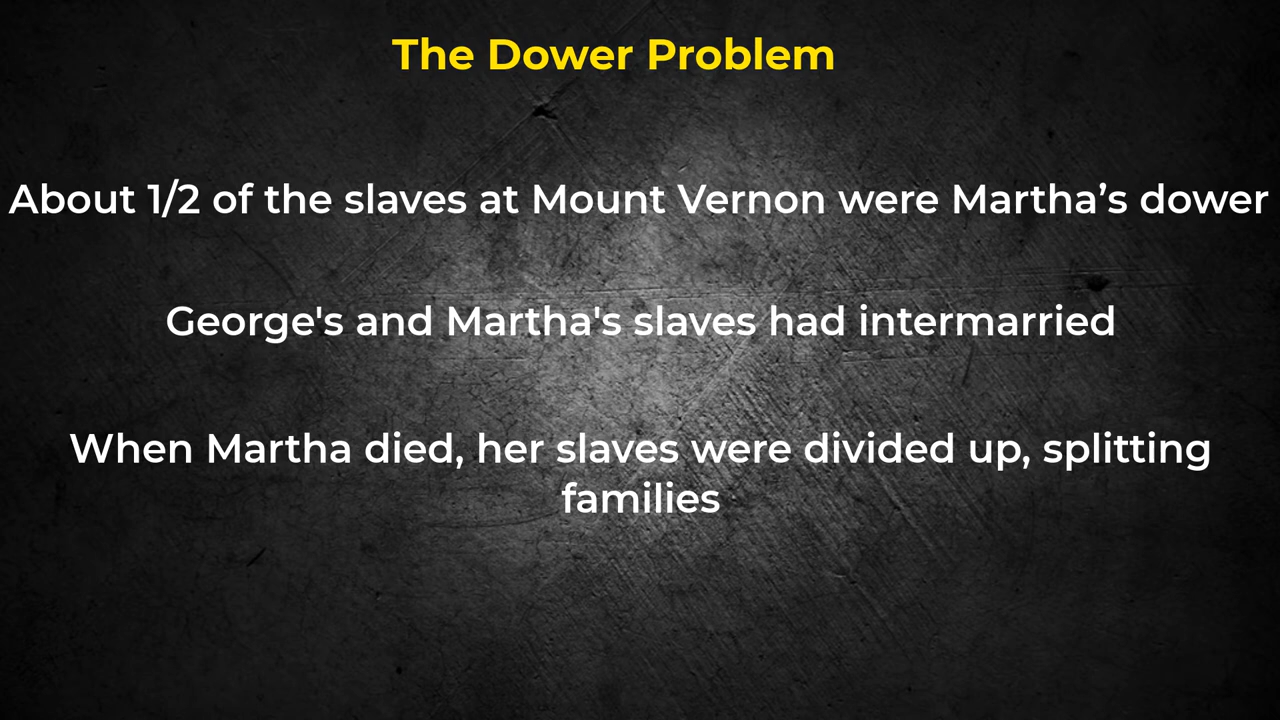 The Dower Problem
About 1/2 of the slaves at Mount Vernon were Martha’s dower
George's and Martha's slaves had intermarried
When Martha died, her slaves were divided up, splitting
families